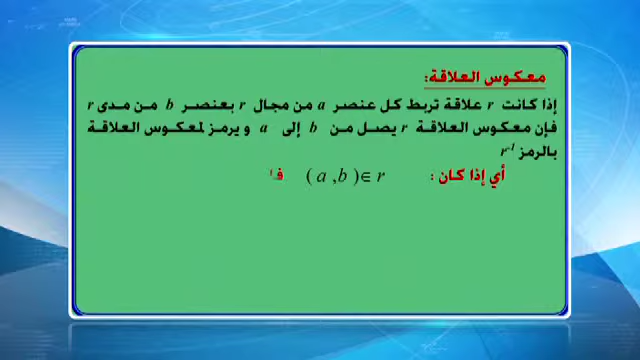 معكوس العلاقة:
إذا كانت r علاقة تربط كل عنصر a من مجال r بعنصر b من مدى r
فإن معكوس العلاقة r يصل من b إلى a و يرمز لمعكوس العلاقة
بالرمز r⁻¹
أي إذا كان : (a ,b )∈ r